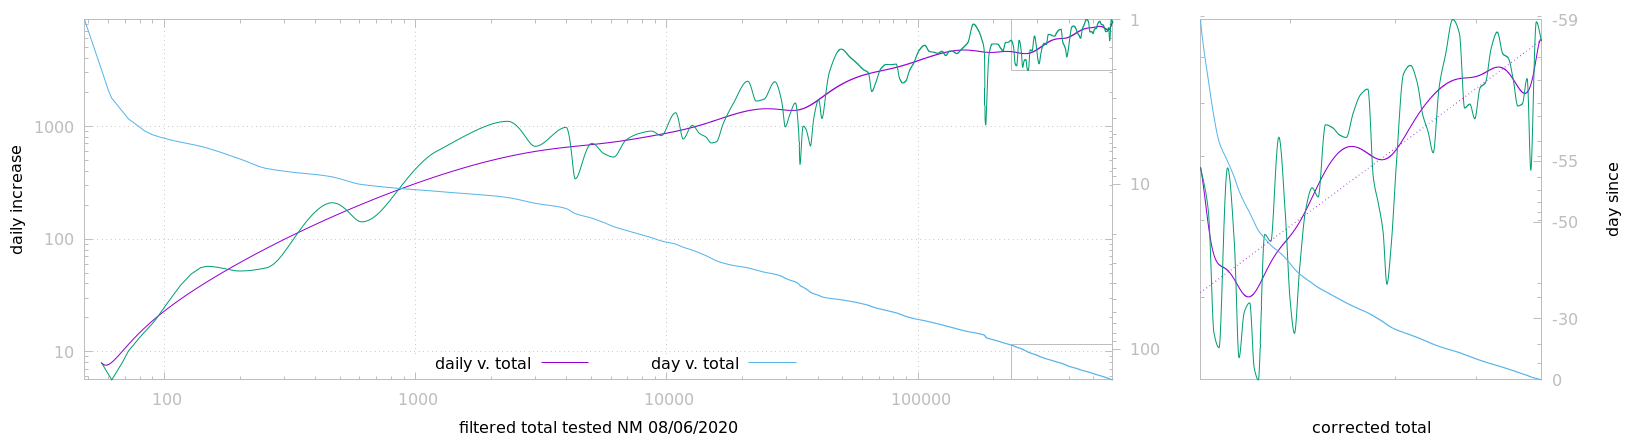 daily increase
1000
100
10
100
1000
10000
100000
1
10
100
daily v. total
day v. total
filtered total tested NM 08/06/2020
-59
-55
-50
-30
0
day since
corrected total